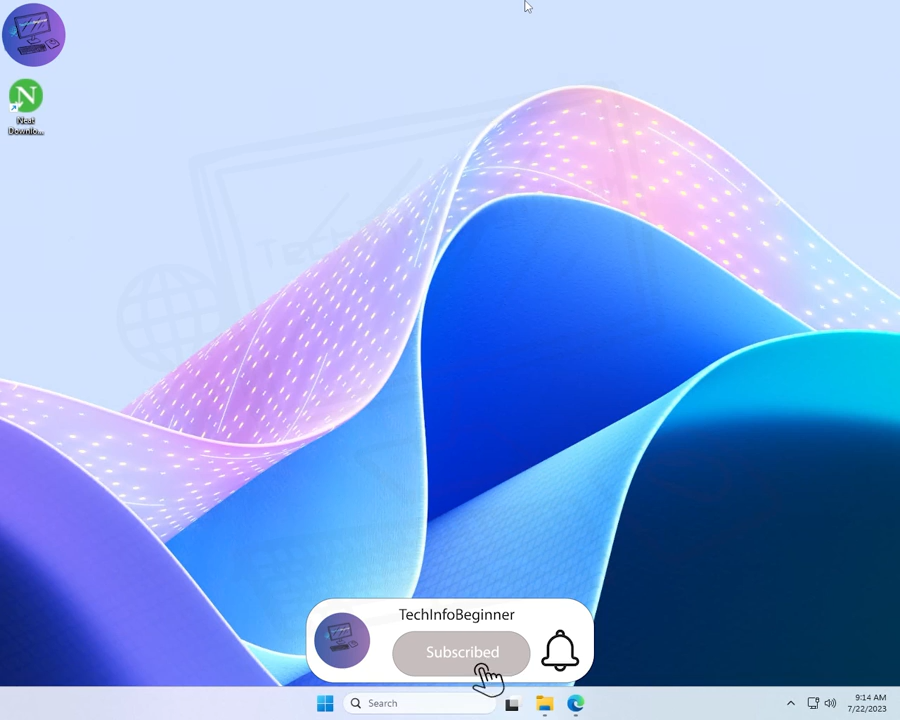 Neat
Downlo...
TechInfoBeginner
Subscribed
Search
9:14 AM
7/22/2023